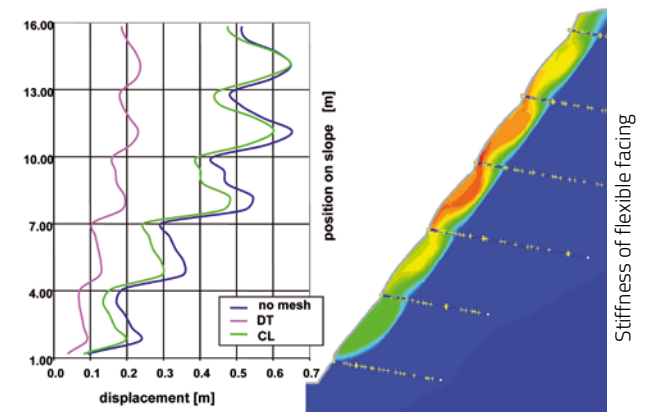 16.00
13.00
10.00
7.00
4.00
1.00
0.0 0.1 0.2 0.3 0.4 0.5 0.6 0.7
displacement [m]
position on slope [m]
no mesh
DT
CL
Stiffness of flexible facing